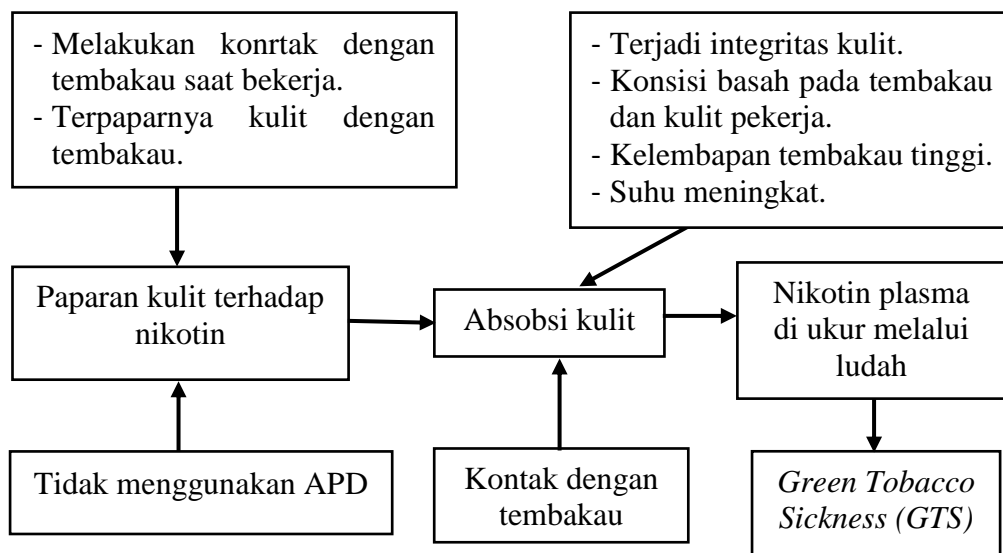 - Melakukan konrtak dengan
tembakau saat bekerja.
- Terpaparnya kulit dengan
tembakau.
- Terjadi integritas kulit.
- Konsisi basah pada tembakau
dan kulit pekerja.
- Kelembapan tembakau tinggi.
- Suhu meningkat.
Paparan kulit terhadap
nikotin
Absobsi kulit
Nikotin plasma
di ukur melalui
ludah
Tidak menggunakan APD
Kontak dengan
tembakau
Green Tobacco
Sickness (GTS)